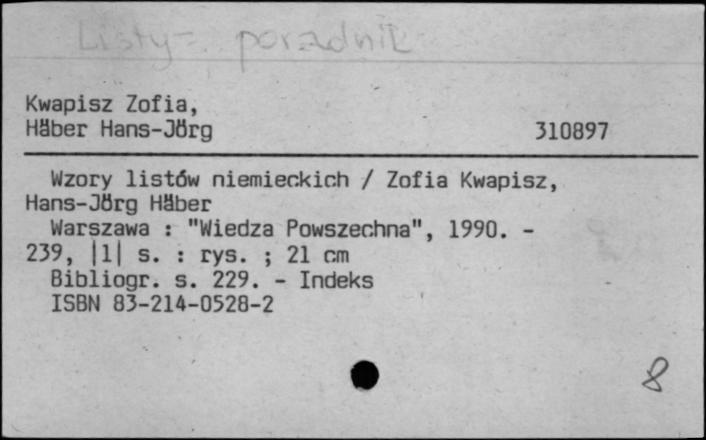 Listy - poradnik
Kwapisz Zofia,
Häber Hans-Jörg 310897
Wzory listów niemieckich / Zofia Kwapisz,
Hans-Jörg Häber
Warszawa : "Wiedza Powszechna", 1990. -
239, |1| s. : rys. ; 21 cm
Bibliogr. s. 229. - Indeks
ISBN 83-214-0528-2
8